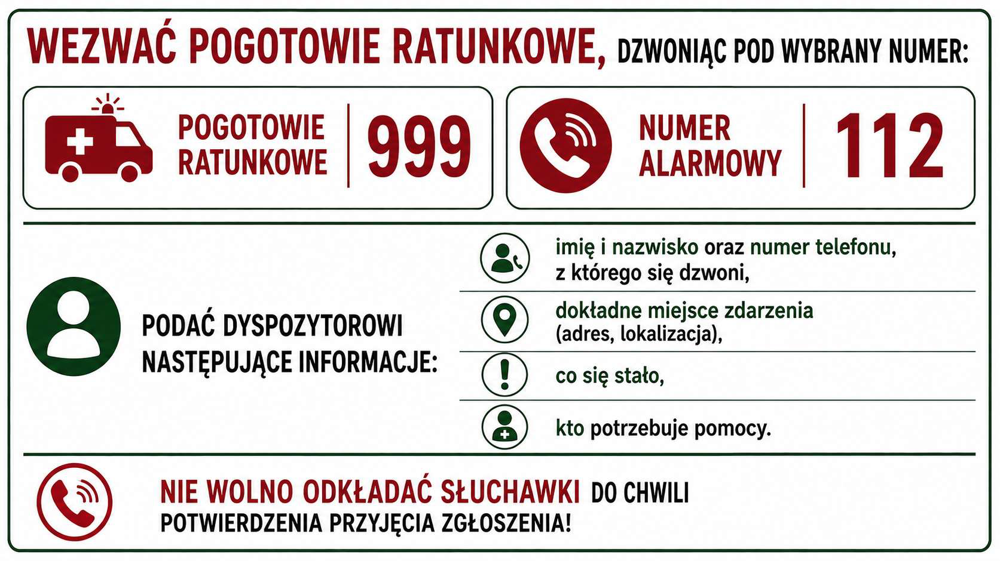 WEZWAĆ POGOTOWIE RATUNKOWE, DZWONIĄC POD WYBRANY NUMER:
POGOTOWIE
RATUNKOWE
999
NUMER
ALARMOWY
112
PODAĆ DYSPOZYTOROWI
NASTĘPUJĄCE INFORMACJE:
imię i nazwisko oraz numer telefonu,
z którego się dzwoni,
dokładne miejsce zdarzenia
(adres, lokalizacja),
co się stało,
kto potrzebuje pomocy.
NIE WOLNO ODKŁADAĆ SŁUCHAWKI DO CHWILI
POTWIERDZENIA PRZYJĘCIA ZGŁOSZENIA!